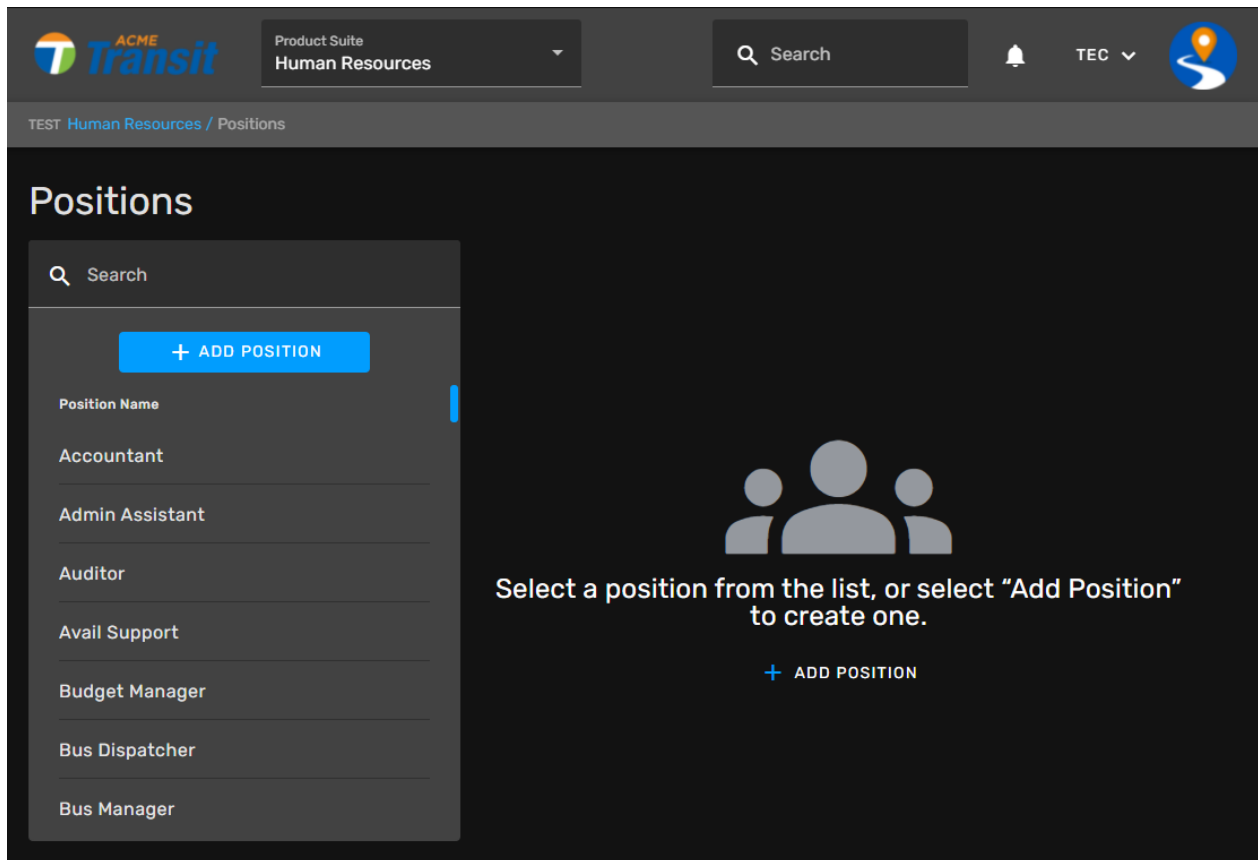 ACME
Transit
Product Suite
Human Resources
Search
TEC
TEST Human Resources / Positions
Positions
Search
+ ADD POSITION
Position Name
Accountant
Admin Assistant
Auditor
Avail Support
Budget Manager
Bus Dispatcher
Bus Manager
Select a position from the list, or select “Add Position”
to create one.
+ ADD POSITION